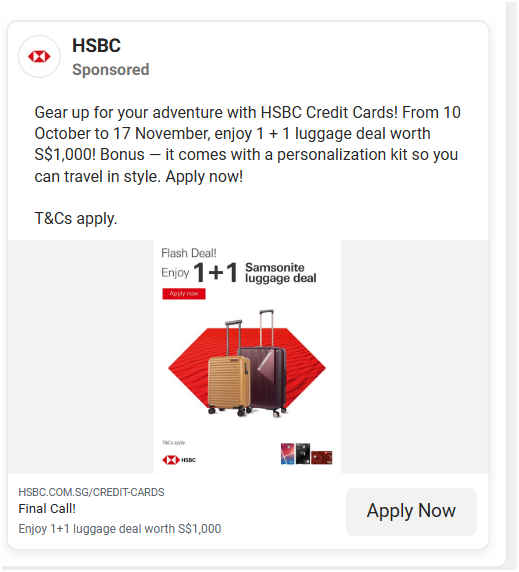 HSBC
Sponsored
Gear up for your adventure with HSBC Credit Cards! From 10
October to 17 November, enjoy 1 + 1 luggage deal worth
S$1,000! Bonus — it comes with a personalization kit so you
can travel in style. Apply now!
T&Cs apply.
Flash Deal!
Enjoy 1+1 Samsonite
luggage deal
Apply now
T&Cs apply.
HSBC
HSBC.COM.SG/CREDIT-CARDS
Final Call!
Enjoy 1+1 luggage deal worth S$1,000
Apply Now